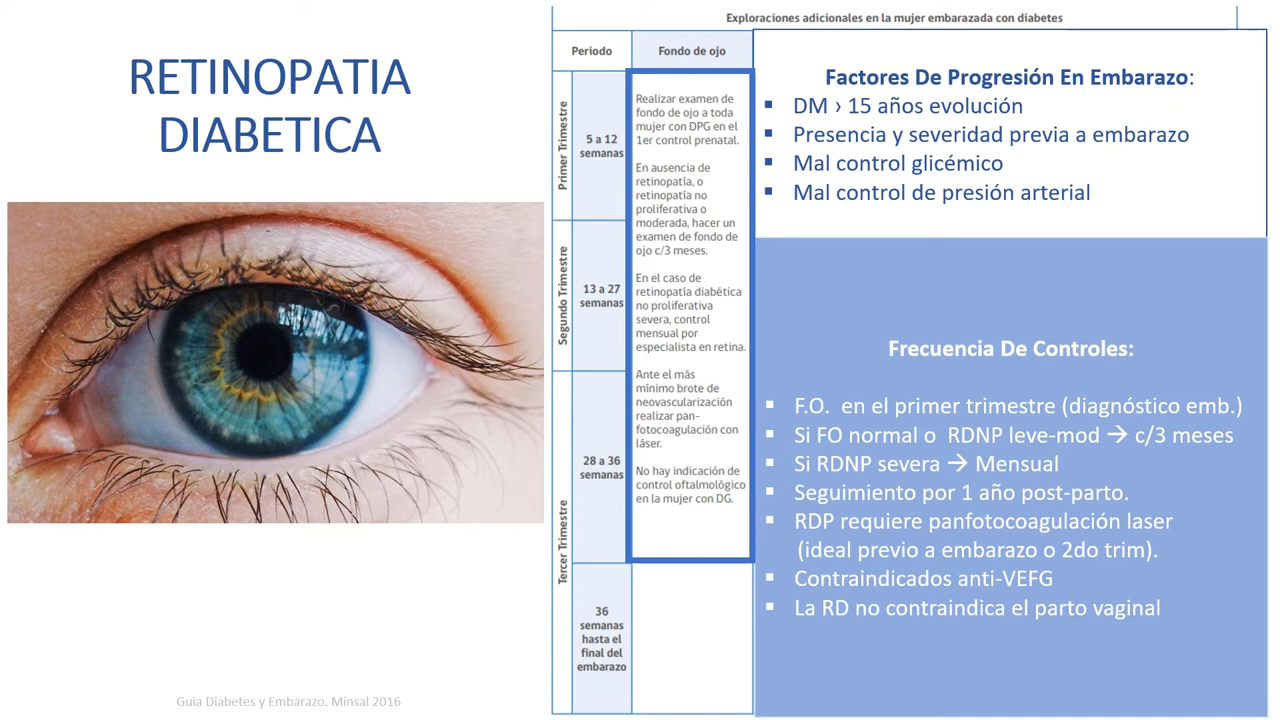 RETINOPATIA
DIABETICA
Guia Diabetes y Embarazo. Minsal 2016
Exploraciones adicionales en la mujer embarazada con diabetes
Periodo
Fondo de ojo
Primer Trimestre
5 a 12
semanas
Segundo Trimestre
13 a 27
semanas
Tercer Trimestre
28 a 36
semanas
36
semanas
hasta el
final del
embarazo
Realizar examen de
fondo de ojo a toda
mujer con DPG en el
1er control prenatal.
En ausencia de
retinopatía, o
retinopatía no
proliferativa o
moderada, hacer un
examen de fondo de
ojo c/3 meses.
En el caso de
retinopatía diabética
no proliferativa
severa, control
mensual por
especialista en retina.
Ante el más
mínimo brote de
neovascularización
realizar pan-
fotocoagulación con
láser.
No hay indicación de
control oftalmológico
en la mujer con DG.
Factores De Progresión En Embarazo:
▪ DM › 15 años evolución
▪ Presencia y severidad previa a embarazo
▪ Mal control glicémico
▪ Mal control de presión arterial
Frecuencia De Controles:
▪ F.O. en el primer trimestre (diagnóstico emb.)
▪ Si FO normal o RDNP leve-mod → c/3 meses
▪ Si RDNP severa → Mensual
▪ Seguimiento por 1 año post-parto.
▪ RDP requiere panfotocoagulación laser
(ideal previo a embarazo o 2do trim).
▪ Contraindicados anti-VEFG
▪ La RD no contraindica el parto vaginal